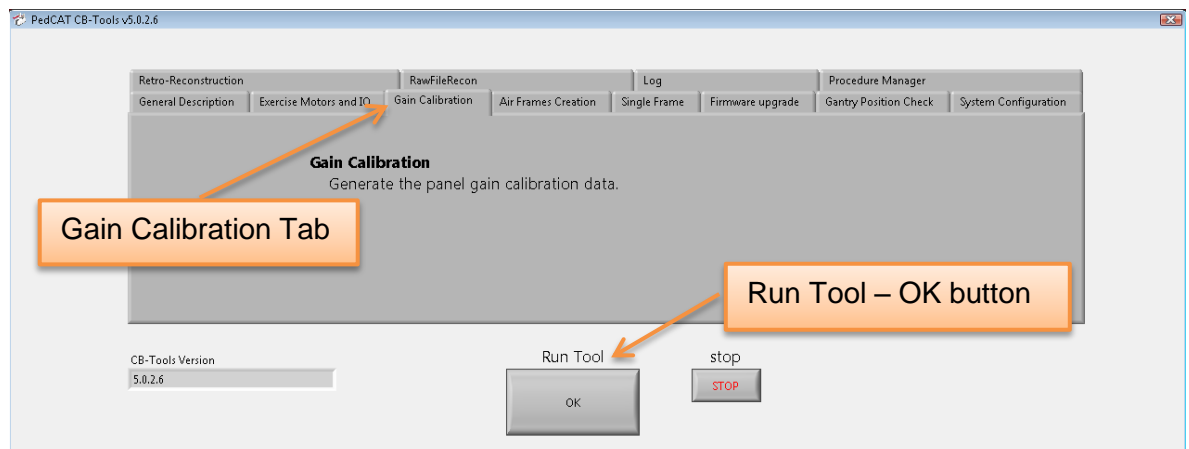 PedCAT CB-Tools v5.0.2.6
Retro-Reconstruction RawFileRecon Log Procedure Manager
General Description Exercise Motors and IO Gain Calibration Air Frames Creation Single Frame Firmware upgrade Gantry Position Check System Configuration
Gain Calibration
Generate the panel gain calibration data.
Gain Calibration Tab
Run Tool – OK button
CB-Tools Version
5.0.2.6
Run Tool
OK
stop
STOP